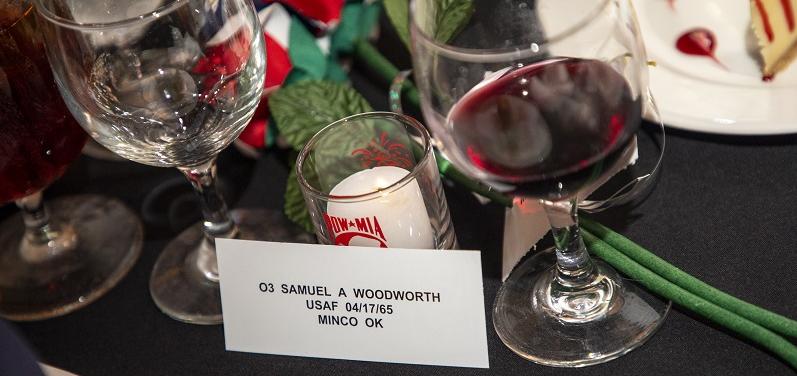 POW★MIA
O3 SAMUEL A WOODWORTH
USAF 04/17/65
MINCO OK